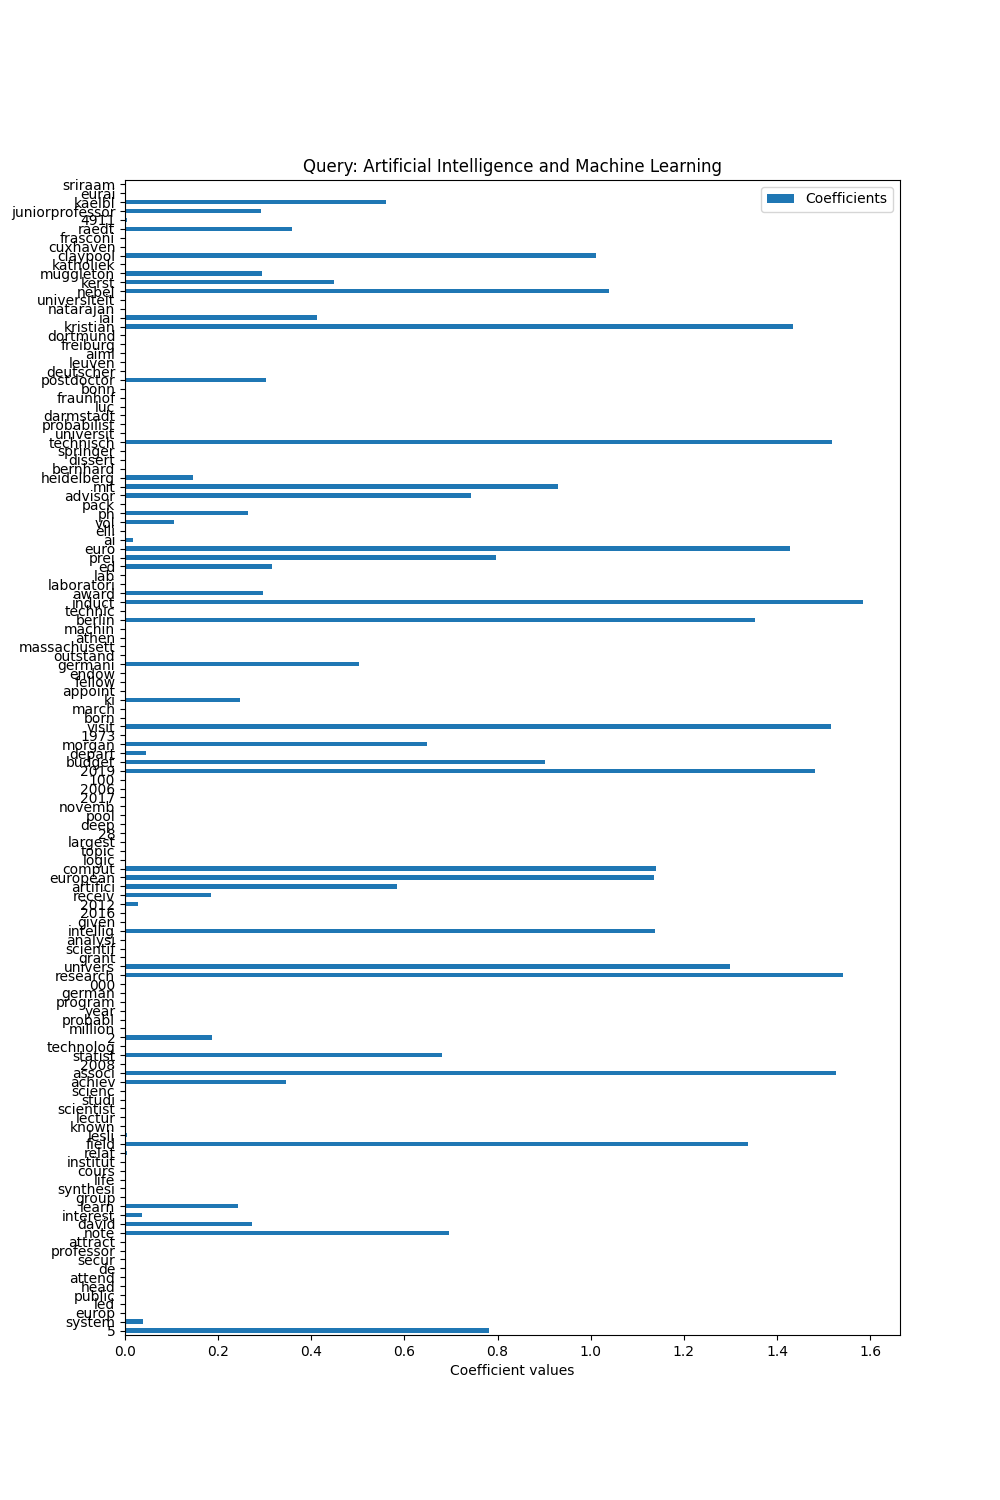 Query: Artificial Intelligence and Machine Learning
Coefficients
sriraam
eurai
kaelbl
juniorprofessor
4911
raedt
frasconi
cuxhaven
claypool
katholiek
muggleton
kerst
nebel
universiteit
natarajan
iai
kristian
dortmund
freiburg
aiml
leuven
deutscher
postdoctor
bonn
fraunhof
luc
darmstadt
probabilist
universit
technisch
springer
dissert
bernhard
heidelberg
mit
advisor
pack
ph
vol
elli
ai
euro
prei
ed
lab
laboratori
award
induct
technic
berlin
machin
athen
massachusett
outstand
germani
endow
fellow
appoint
ki
march
born
visit
1973
morgan
depart
budget
2019
100
2006
2017
novemb
pool
deep
28
largest
topic
logic
comput
european
artifici
receiv
2012
2016
given
intellig
analysi
scientif
grant
univers
research
000
german
program
year
probabl
million
2
technolog
statist
2008
associ
achiev
scienc
studi
scientist
lectur
known
lesli
field
relat
institut
cours
life
synthesi
group
learn
interest
david
note
attract
professor
secur
de
attend
head
public
led
europ
system
5
0.0 0.2 0.4 0.6 0.8 1.0 1.2 1.4 1.6
Coefficient values